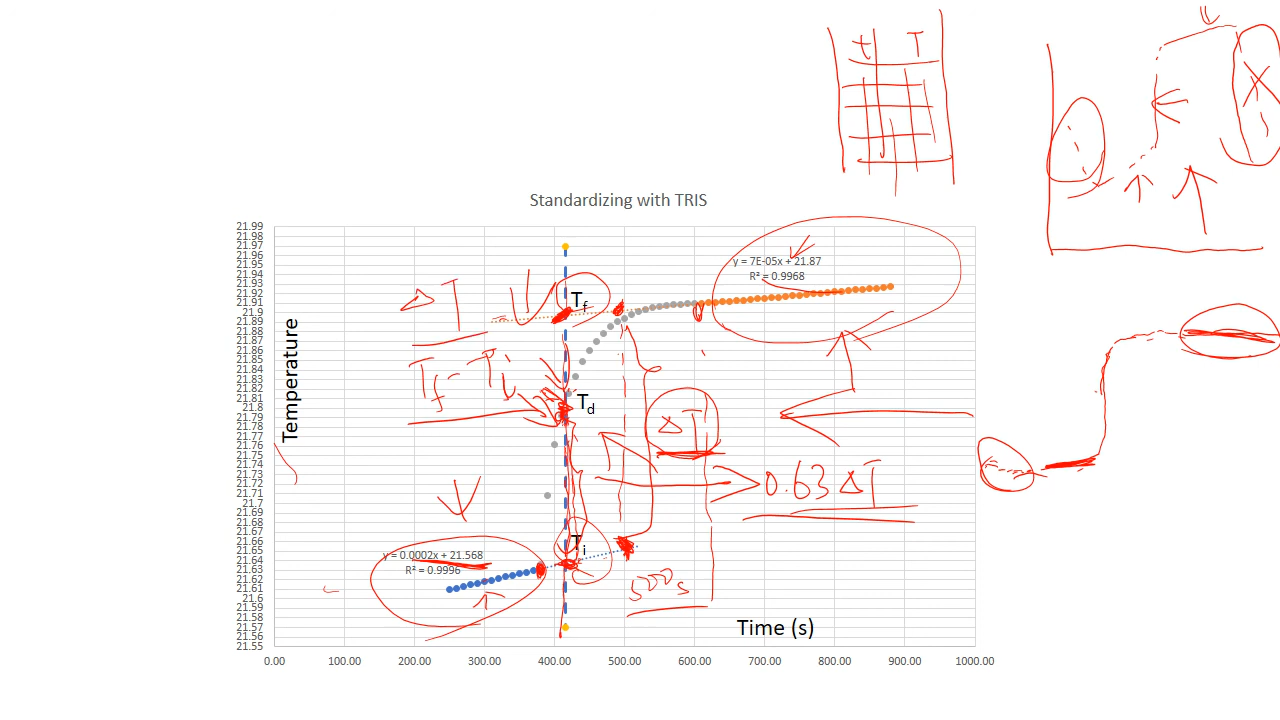 t T
Standardizing with TRIS
21.99
21.98
21.97
21.96
21.95
21.94
21.93
21.92
21.91
21.9
21.89
21.88
21.87
21.86
21.85
21.84
21.83
21.82
21.81
21.8
21.79
21.78
21.77
21.76
21.75
21.74
21.73
21.72
21.71
21.7
21.69
21.68
21.67
21.66
21.65
21.64
21.63
21.62
21.61
21.6
21.59
21.58
21.57
21.56
21.55
Temperature
y = 7E-05x + 21.87
R² = 0.9968
ΔT
Tf
Tf - Ti
Td
ΔT
0.63 ΔT
Ti
y = 0.0002x + 21.568
R² = 0.9996
500s
Time (s)
0.00 100.00 200.00 300.00 400.00 500.00 600.00 700.00 800.00 900.00 1000.00